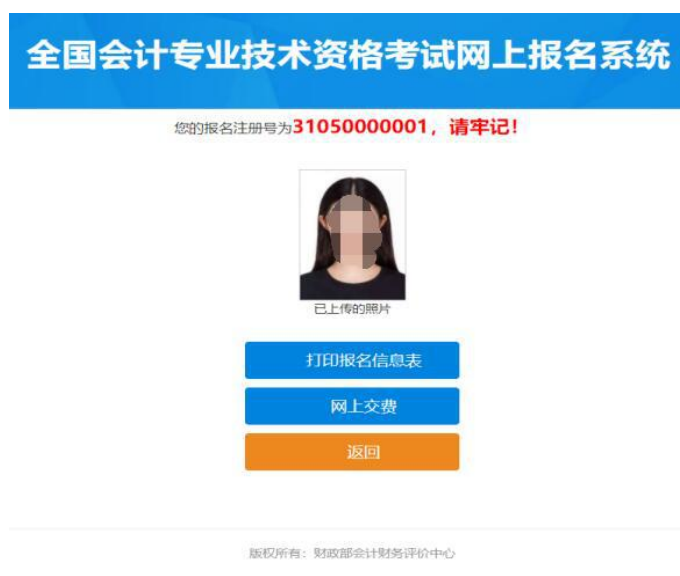 全国会计专业技术资格考试网上报名系统
您的报名注册号为31050000001，请牢记！
已上传的照片
打印报名信息表
网上交费
返回
版权所有：财政部会计财务评价中心